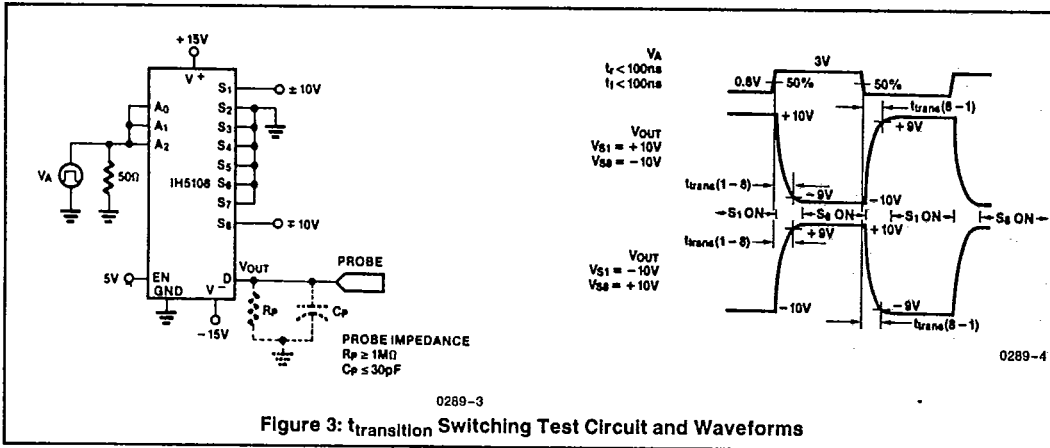 +15V
V+
A0
A1
A2
VA
50Ω
IH5108
S1
S2
S3
S4
S5
S6
S7
S8
±10V
∓10V
5V
EN
GND
V−
D
−15V
VOUT
PROBE
RP
CP
PROBE IMPEDANCE
RP ≥ 1MΩ
CP ≤ 30pF
0289-3
VA
tr < 100ns
tf < 100ns
0.8V
50%
3V
50%
ttrans(8−1)
+10V
+9V
VOUT
VS1 = +10V
VS8 = −10V
ttrans(1−8)
−9V
−10V
S1 ON
S8 ON
S1 ON
S8 ON
ttrans(1−8)
+9V
+10V
VOUT
VS1 = −10V
VS8 = +10V
−10V
−9V
ttrans(8−1)
0289-4
Figure 3: ttransition Switching Test Circuit and Waveforms